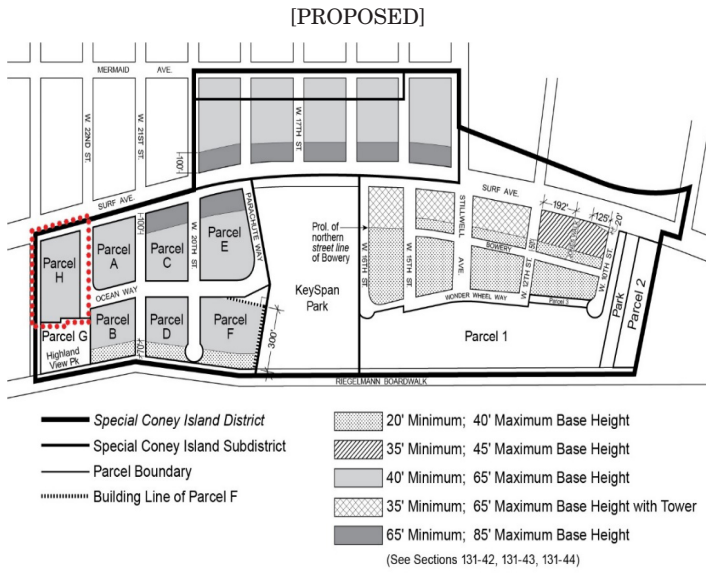 [PROPOSED]
MERMAID AVE.
W. 22ND ST.
W. 21ST ST.
W. 17TH ST.
100'
SURF AVE.
SURF AVE.
192'
125'
20'
100'
W. 20TH ST.
PARACHUTE WAY
Parcel H
Parcel A
Parcel C
Parcel E
Prol. of
northern
street line
of Bowery
STILLWELL AVE
BOWERY
W. 16TH ST.
W. 15TH ST.
W. 12TH ST.
W. 10TH ST.
OCEAN WAY
KeySpan
Park
WONDER WHEEL WAY
Parcel 3
Park
Parcel 2
Parcel G
Highland
View Pk
Parcel B
Parcel D
Parcel F
300'
Parcel 1
RIEGELMANN BOARDWALK
Special Coney Island District
Special Coney Island Subdistrict
Parcel Boundary
Building Line of Parcel F
20' Minimum; 40' Maximum Base Height
35' Minimum; 45' Maximum Base Height
40' Minimum; 65' Maximum Base Height
35' Minimum; 65' Maximum Base Height with Tower
65' Minimum; 85' Maximum Base Height
(See Sections 131-42, 131-43, 131-44)